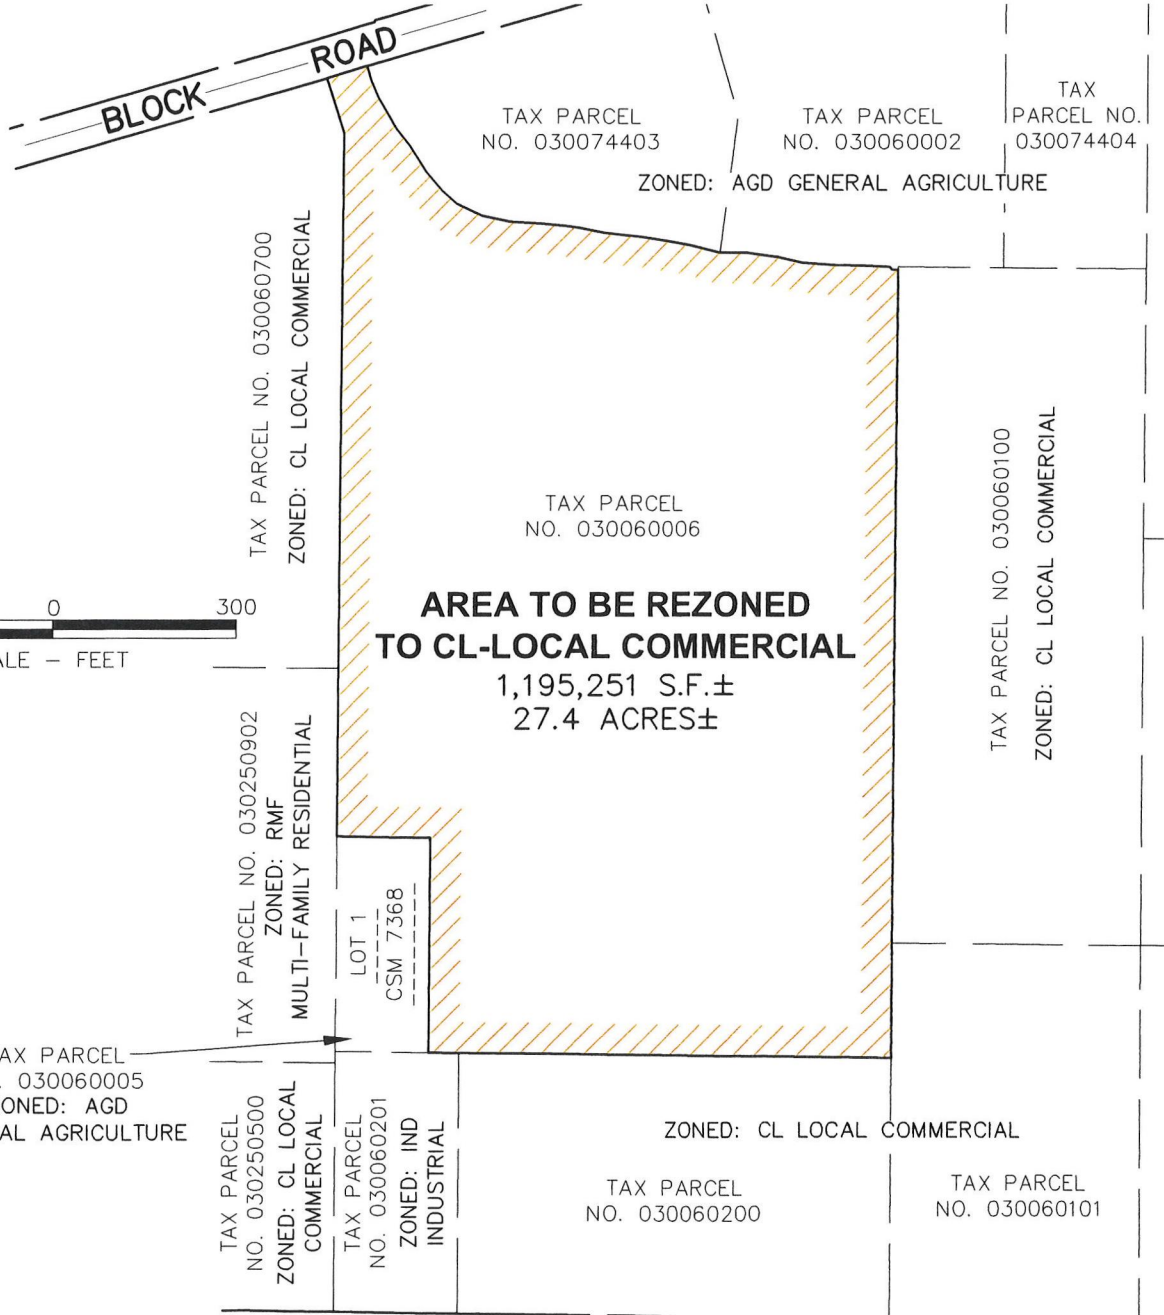 BLOCK ROAD
TAX PARCEL
NO. 030074403
TAX PARCEL
NO. 030060002
TAX
PARCEL NO.
030074404
ZONED: AGD GENERAL AGRICULTURE
TAX PARCEL NO. 030060700
ZONED: CL LOCAL COMMERCIAL
TAX PARCEL
NO. 030060006
AREA TO BE REZONED
TO CL-LOCAL COMMERCIAL
1,195,251 S.F.±
27.4 ACRES±
TAX PARCEL NO. 030060100
ZONED: CL LOCAL COMMERCIAL
0 300
ALE - FEET
TAX PARCEL NO. 030250902
ZONED: RMF
MULTI-FAMILY RESIDENTIAL
LOT 1
CSM 7368
AX PARCEL
. 030060005
ONED: AGD
AL AGRICULTURE
TAX PARCEL
NO. 030250500
ZONED: CL LOCAL
COMMERCIAL
TAX PARCEL
NO. 030060201
ZONED: IND
INDUSTRIAL
ZONED: CL LOCAL COMMERCIAL
TAX PARCEL
NO. 030060200
TAX PARCEL
NO. 030060101